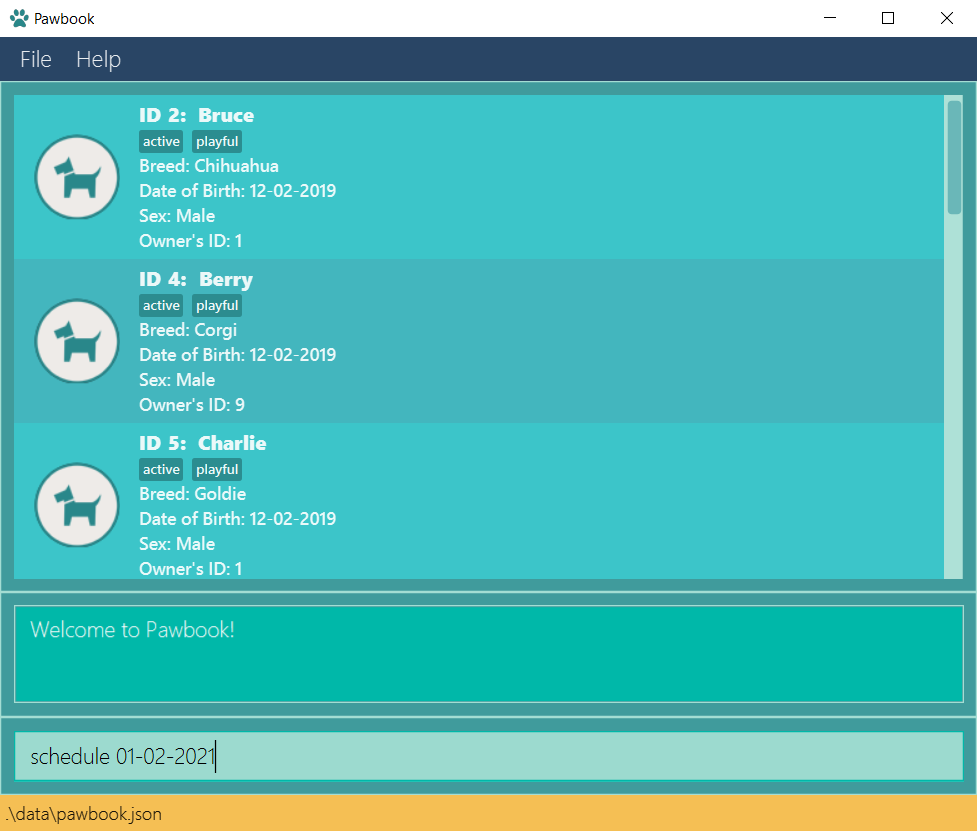 Pawbook
File Help
ID 2: Bruce
active playful
Breed: Chihuahua
Date of Birth: 12-02-2019
Sex: Male
Owner's ID: 1
ID 4: Berry
active playful
Breed: Corgi
Date of Birth: 12-02-2019
Sex: Male
Owner's ID: 9
ID 5: Charlie
active playful
Breed: Goldie
Date of Birth: 12-02-2019
Sex: Male
Owner's ID: 1
Welcome to Pawbook!
schedule 01-02-2021
.\data\pawbook.json